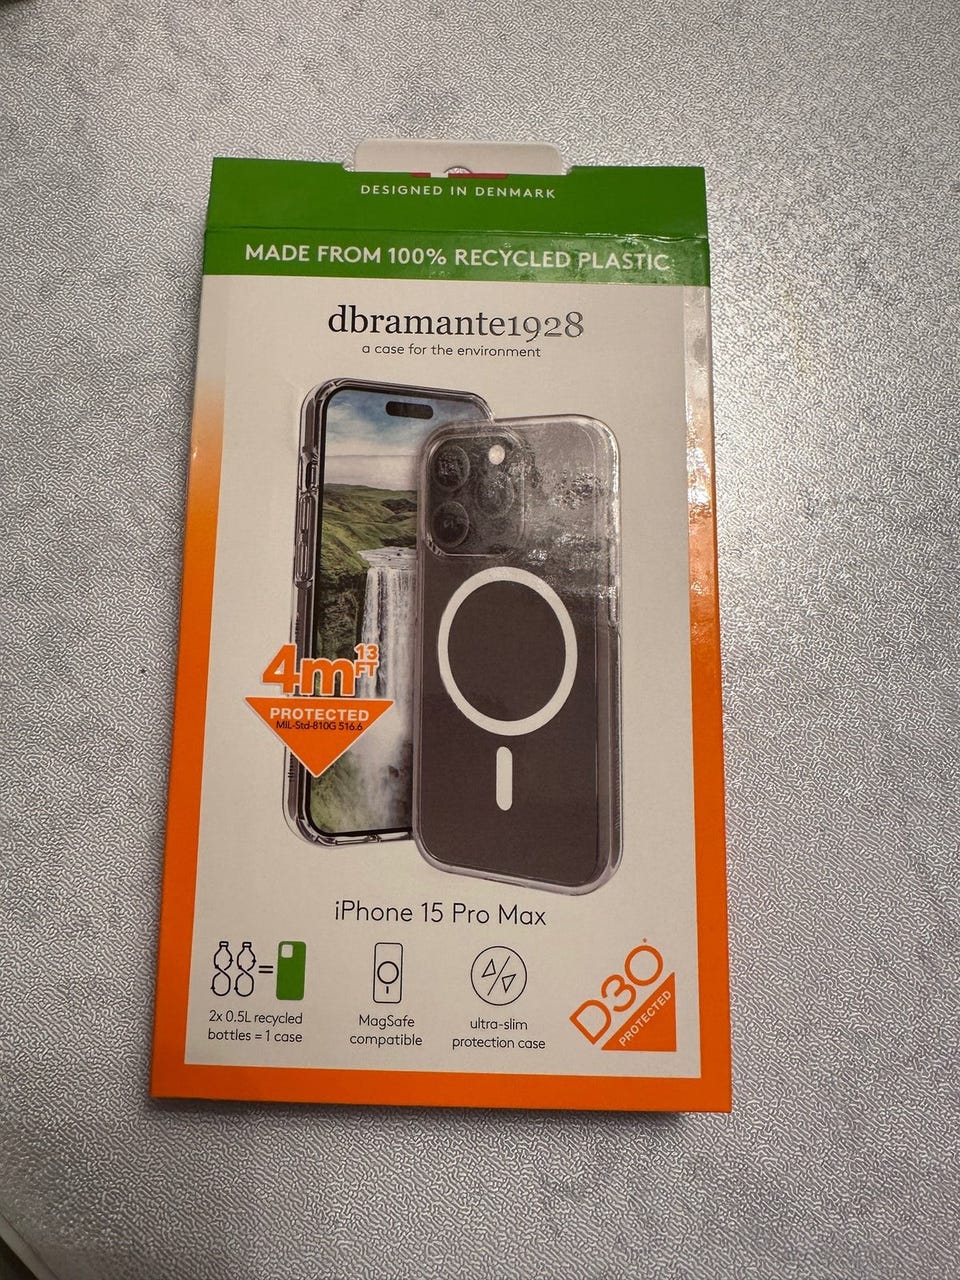 DESIGNED IN DENMARK
MADE FROM 100% RECYCLED PLASTIC
dbramante1928
a case for the environment
4m 13 FT
PROTECTED
MIL-Std-810G 516.6
iPhone 15 Pro Max
2x 0.5L recycled
bottles = 1 case
MagSafe
compatible
ultra-slim
protection case
D3O
PROTECTED